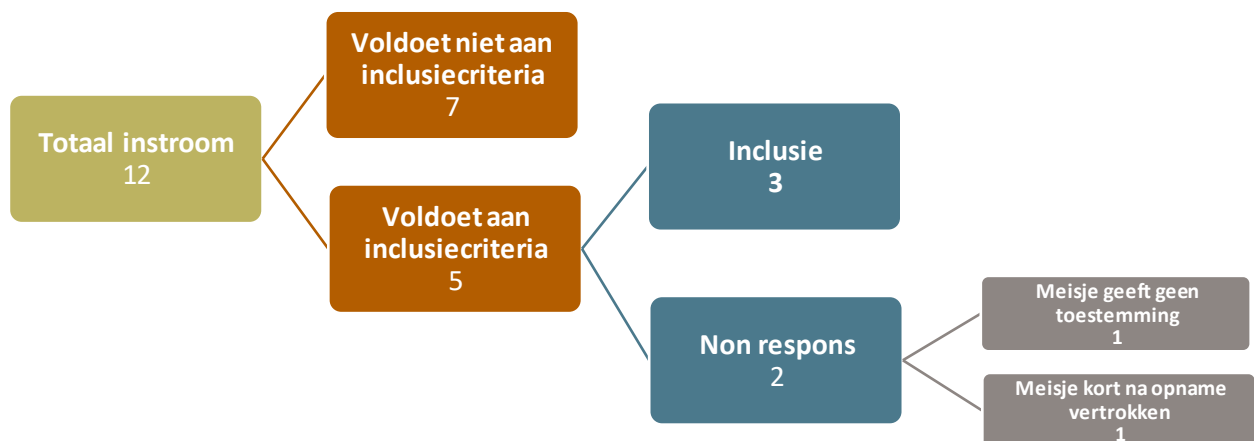 Totaal instroom
12
Voldoet niet aan
inclusiecriteria
7
Voldoet aan
inclusiecriteria
5
Inclusie
3
Non respons
2
Meisje geeft geen
toestemming
1
Meisje kort na opname
vertrokken
1